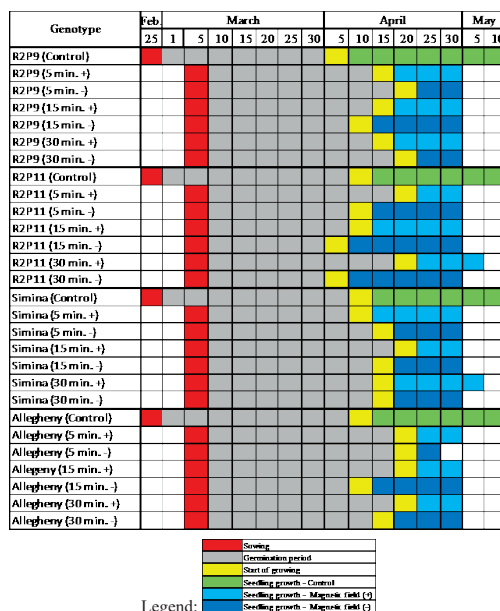 Genotype Feb. March April May
25 1 5 10 15 20 25 30 5 10 15 20 25 30 5 10
R2P9 (Control)
R2P9 (5 min. +)
R2P9 (5 min. -)
R2P9 (15 min. +)
R2P9 (15 min. -)
R2P9 (30 min. +)
R2P9 (30 min. -)
R2P11 (Control)
R2P11 (5 min. +)
R2P11 (5 min. -)
R2P11 (15 min. +)
R2P11 (15 min. -)
R2P11 (30 min. +)
R2P11 (30 min. -)
Simina (Control)
Simina (5 min. +)
Simina (5 min. -)
Simina (15 min. +)
Simina (15 min. -)
Simina (30 min. +)
Simina (30 min. -)
Allegheny (Control)
Allegheny (5 min. +)
Allegheny (5 min. -)
Allegeny (15 min. +)
Allegheny (15 min. -)
Allegheny (30 min. +)
Allegheny (30 min. -)
Sowing
Germination period
Start of growing
Seedling growth - Control
Seedling growth - Magnetic field (+)
Legend: Seedling growth - Magnetic field (-)